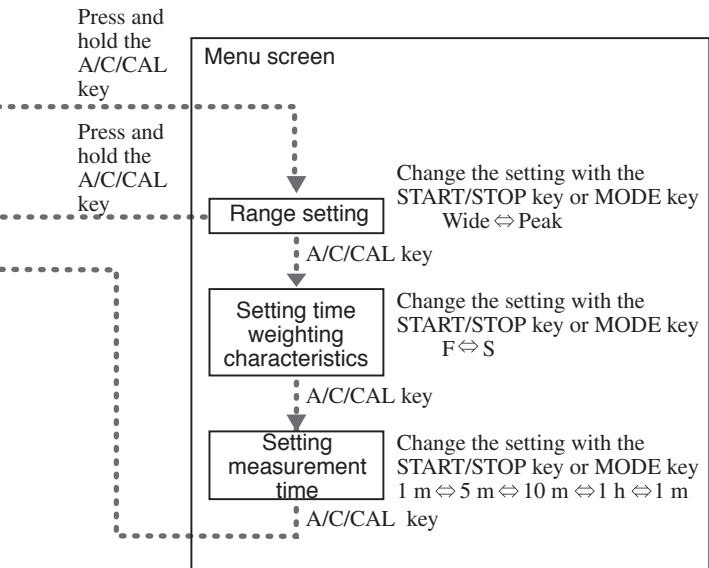 Press and
hold the
A/C/CAL
key
Menu screen
Press and
hold the
A/C/CAL
key
Range setting
Change the setting with the
START/STOP key or MODE key
Wide⇔Peak
A/C/CAL key
Setting time
weighting
characteristics
Change the setting with the
START/STOP key or MODE key
F⇔S
A/C/CAL key
Setting
measurement
time
Change the setting with the
START/STOP key or MODE key
1 m⇔5 m⇔10 m⇔1 h⇔1 m
A/C/CAL key